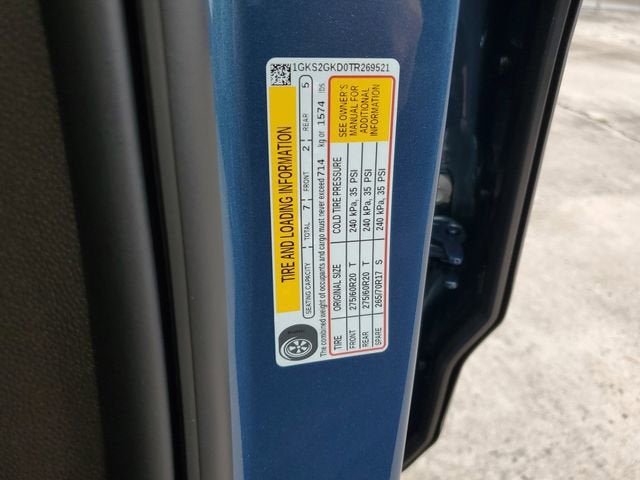 1GKS2GKD0TR269521
TIRE AND LOADING INFORMATION
SEATING CAPACITY TOTAL 7 FRONT 2 REAR 5
The combined weight of occupants and cargo must never exceed 714 kg or 1574 lbs
TIRE ORIGINAL SIZE COLD TIRE PRESSURE
FRONT 275/60R20 T 240 kPa, 35 PSI
REAR 275/60R20 T 240 kPa, 35 PSI
SPARE 265/70R17 S 240 kPa, 35 PSI
SEE OWNER'S
MANUAL FOR
ADDITIONAL
INFORMATION